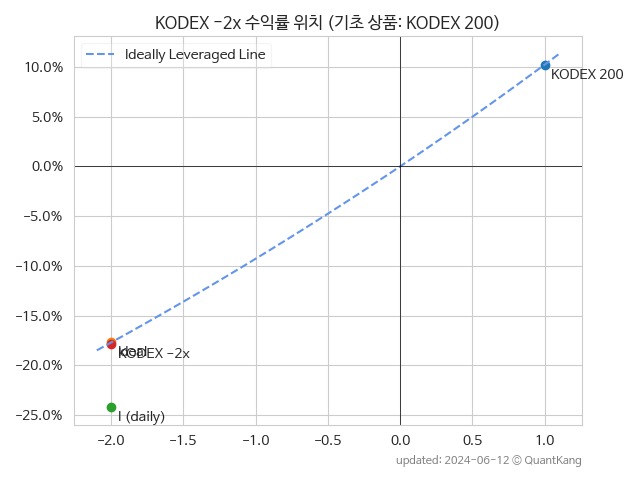 KODEX -2x 수익률 위치 (기초 상품: KODEX 200)
Ideally Leveraged Line
10.0%
KODEX 200
5.0%
0.0%
-5.0%
-10.0%
-15.0%
Ideal
KODEX -2x
-20.0%
I (daily)
-25.0%
-2.0 -1.5 -1.0 -0.5 0.0 0.5 1.0
updated: 2024-06-12 © QuantKang